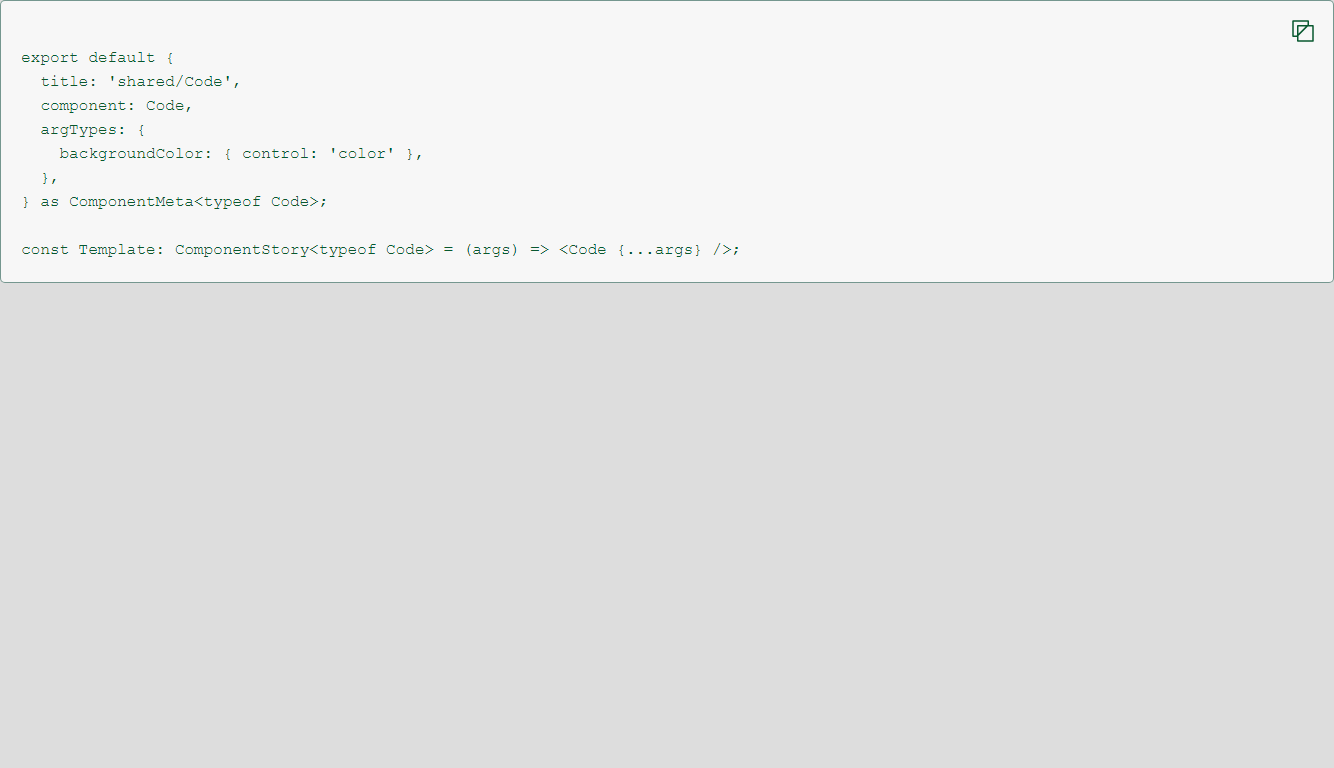 export default {
  title: 'shared/Code',
  component: Code,
  argTypes: {
    backgroundColor: { control: 'color' },
  },
} as ComponentMeta<typeof Code>;

const Template: ComponentStory<typeof Code> = (args) => <Code {...args} />;